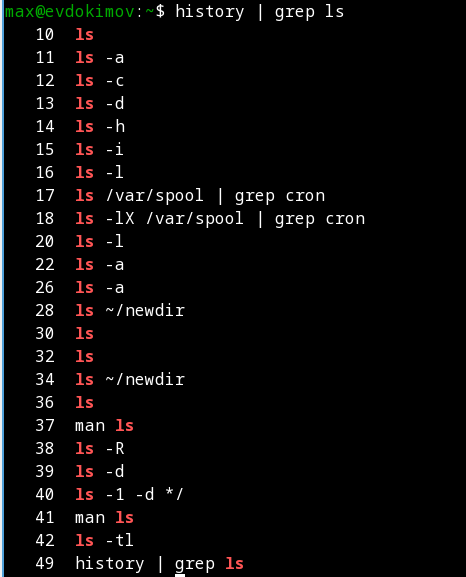 max@evdokimov:~$ history | grep ls
10 ls
11 ls -a
12 ls -c
13 ls -d
14 ls -h
15 ls -i
16 ls -l
17 ls /var/spool | grep cron
18 ls -lX /var/spool | grep cron
20 ls -l
22 ls -a
26 ls -a
28 ls ~/newdir
30 ls
32 ls
34 ls ~/newdir
36 ls
37 man ls
38 ls -R
39 ls -d
40 ls -1 -d */
41 man ls
42 ls -tl
49 history | grep ls